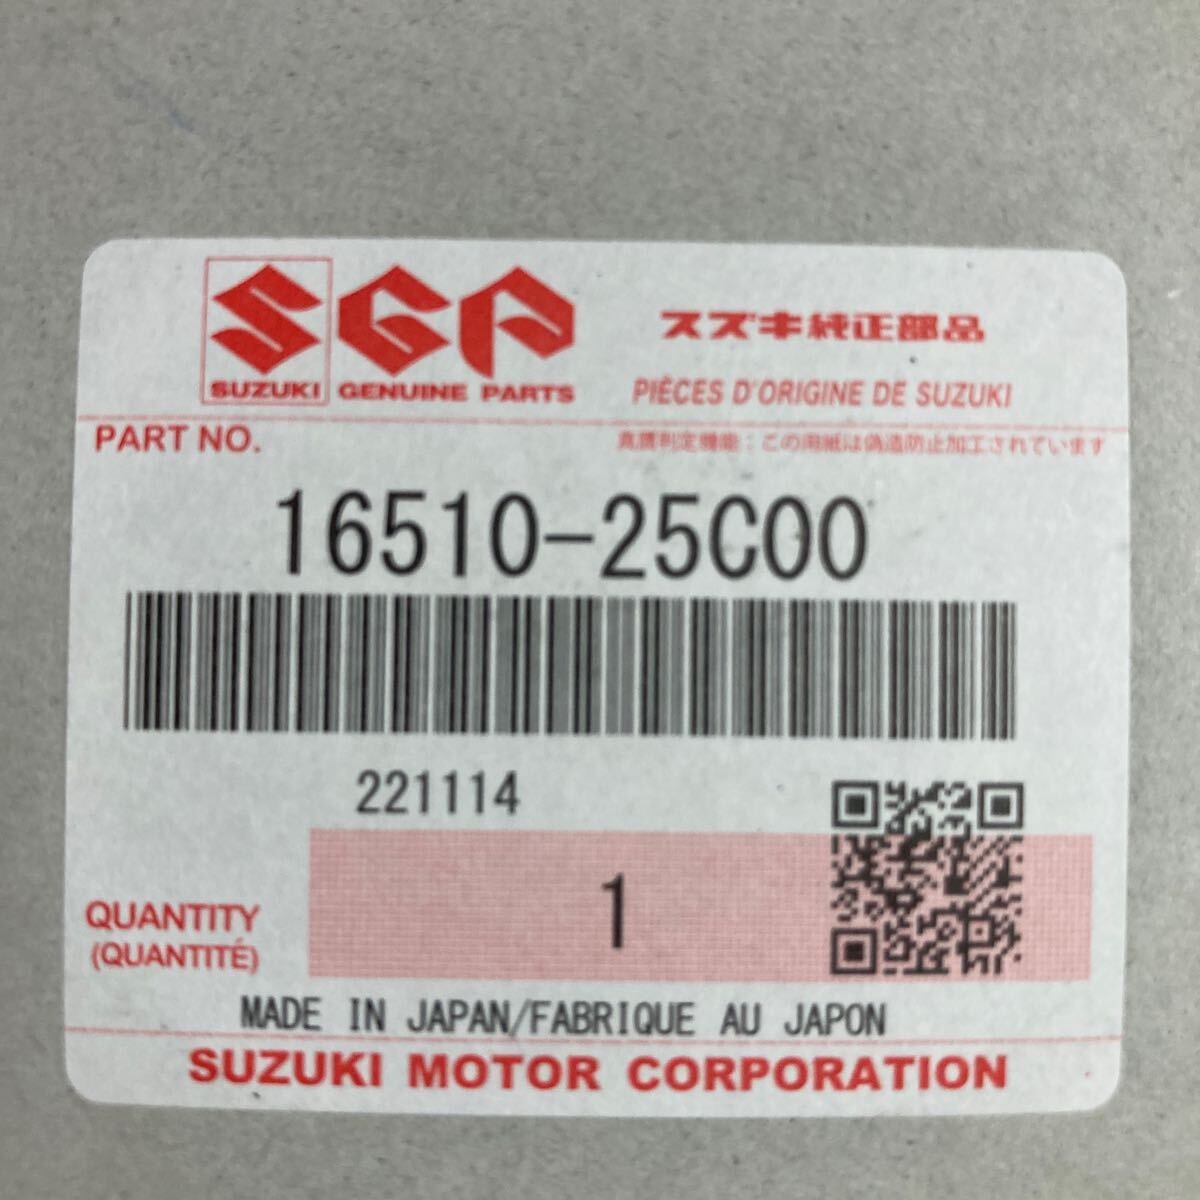 SGP
スズキ純正部品
SUZUKI GENUINE PARTS
PIÈCES D'ORIGINE DE SUZUKI
PART NO.
真贋判定機能：この用紙は偽造防止加工されています
16510-25C00
221114
1
QUANTITY
(QUANTITÉ)
MADE IN JAPAN/FABRIQUE AU JAPON
SUZUKI MOTOR CORPORATION